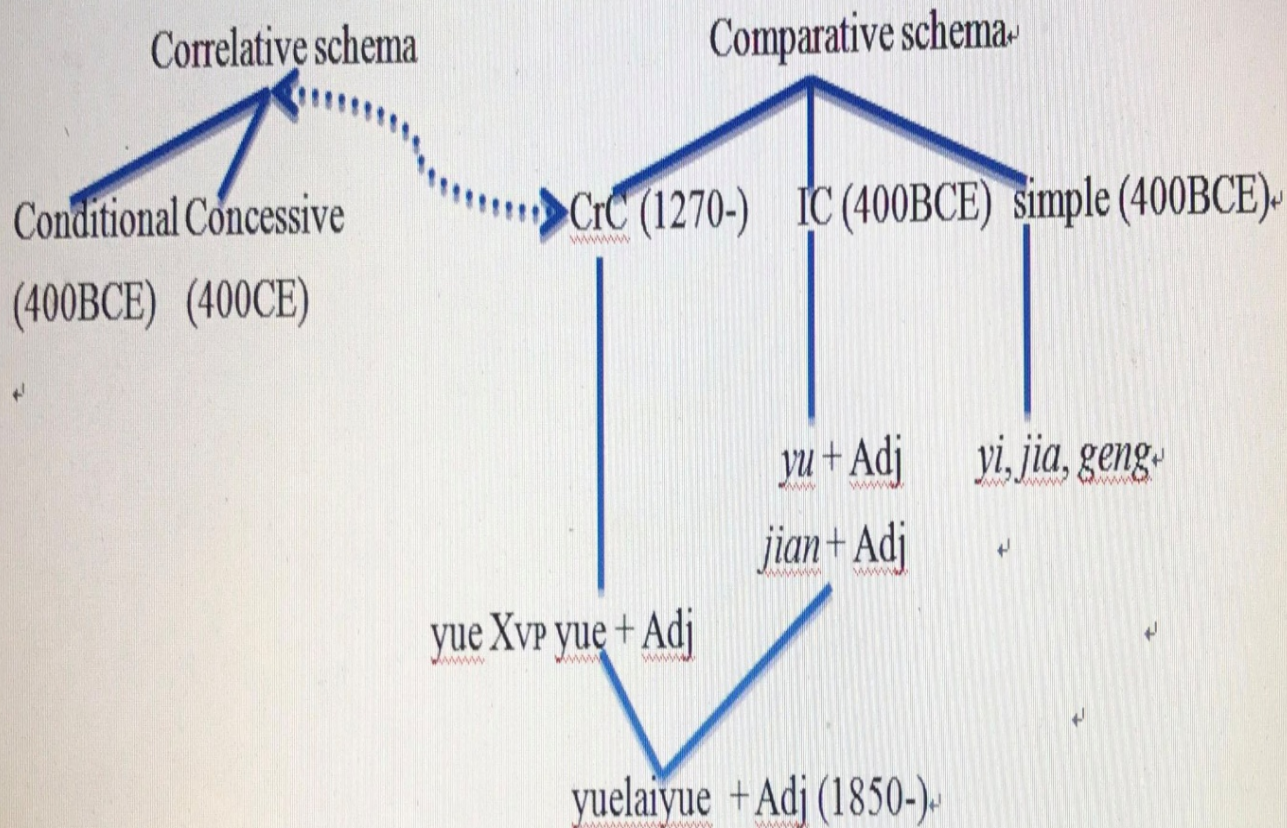 Correlative schema
Comparative schema
Conditional Concessive
(400BCE) (400CE)
CrC (1270-) IC (400BCE) simple (400BCE)
yu + Adj yi, jia, geng
jian + Adj
yue XVP yue + Adj
yuelaiyue + Adj (1850-)